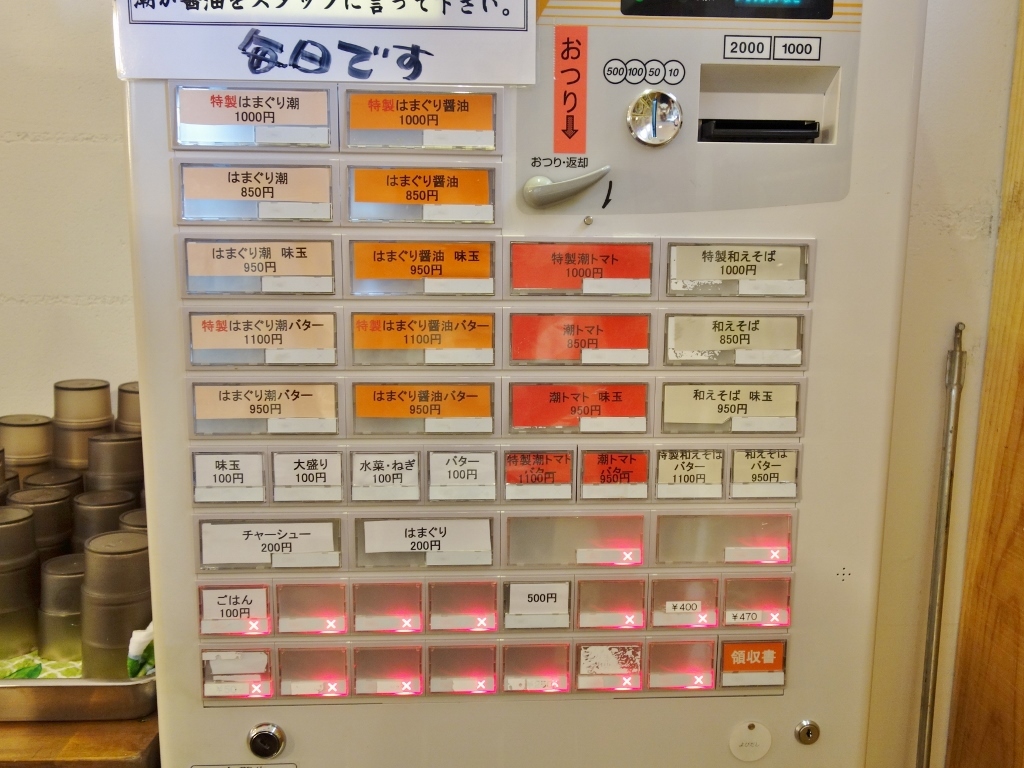 潮か醤油をスタッフに言って下さい。
毎日です
おつり
500 100 50 10
2000 1000
おつり・返却
特製はまぐり潮
1000円
特製はまぐり醤油
1000円
はまぐり潮
850円
はまぐり醤油
850円
はまぐり潮 味玉
950円
はまぐり醤油 味玉
950円
特製潮トマト
1000円
特製和えそば
1000円
特製はまぐり潮バター
1100円
特製はまぐり醤油バター
1100円
潮トマト
850円
和えそば
850円
はまぐり潮バター
950円
はまぐり醤油バター
950円
潮トマト 味玉
950円
和えそば 味玉
950円
味玉
100円
大盛り
100円
水菜・ねぎ
100円
バター
100円
特製潮トマト
バター
1100円
潮トマト
バター
950円
特製和えそば
バター
1100円
和えそば
バター
950円
チャーシュー
200円
はまぐり
200円
ごはん
100円
500円
¥400
¥470
領収書